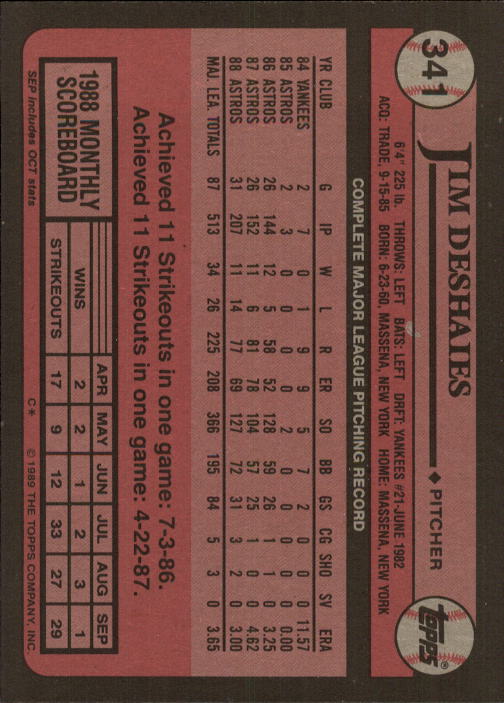 341
JIM DESHAIES ◆ PITCHER
topps®
6'4" 225 lb. THROWS: LEFT BATS: LEFT DRFT: YANKEES #21-JUNE 1982
ACQ: TRADE, 9-15-85 BORN: 6-23-60, MASSENA, NEW YORK HOME: MASSENA, NEW YORK
COMPLETE MAJOR LEAGUE PITCHING RECORD
YR CLUB G IP W L R ER SO BB GS CG SHO SV ERA
84 YANKEES 2 7 0 1 9 9 5 7 2 0 0 0 11.57
85 ASTROS 2 3 0 0 0 0 2 0 0 0 0 0 0.00
86 ASTROS 26 144 12 5 58 52 128 59 26 1 1 0 3.25
87 ASTROS 26 152 11 6 81 78 104 57 25 1 0 0 4.62
88 ASTROS 31 207 11 14 77 69 127 72 31 3 2 0 3.00
MAJ. LEA. TOTALS 87 513 34 26 225 208 366 195 84 5 3 0 3.65
Achieved 11 Strikeouts in one game: 7-3-86.
Achieved 11 Strikeouts in one game: 4-22-87.
1988 MONTHLY
SCOREBOARD
APR MAY JUN JUL AUG SEP
WINS 2 2 1 2 3 1
STRIKEOUTS 17 9 12 33 27 29
SEP includes OCT stats
C* © 1989 THE TOPPS COMPANY, INC.